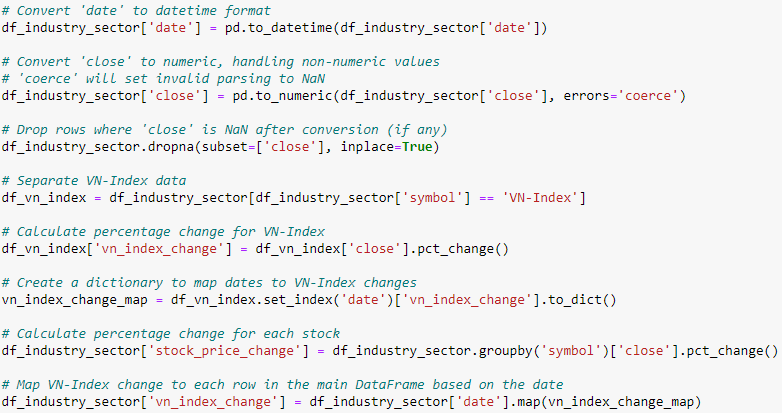 # Convert 'date' to datetime format
df_industry_sector['date'] = pd.to_datetime(df_industry_sector['date'])
# Convert 'close' to numeric, handling non-numeric values
# 'coerce' will set invalid parsing to NaN
df_industry_sector['close'] = pd.to_numeric(df_industry_sector['close'], errors='coerce')
# Drop rows where 'close' is NaN after conversion (if any)
df_industry_sector.dropna(subset=['close'], inplace=True)
# Separate VN-Index data
df_vn_index = df_industry_sector[df_industry_sector['symbol'] == 'VN-Index']
# Calculate percentage change for VN-Index
df_vn_index['vn_index_change'] = df_vn_index['close'].pct_change()
# Create a dictionary to map dates to VN-Index changes
vn_index_change_map = df_vn_index.set_index('date')['vn_index_change'].to_dict()
# Calculate percentage change for each stock
df_industry_sector['stock_price_change'] = df_industry_sector.groupby('symbol')['close'].pct_change()
# Map VN-Index change to each row in the main DataFrame based on the date
df_industry_sector['vn_index_change'] = df_industry_sector['date'].map(vn_index_change_map)